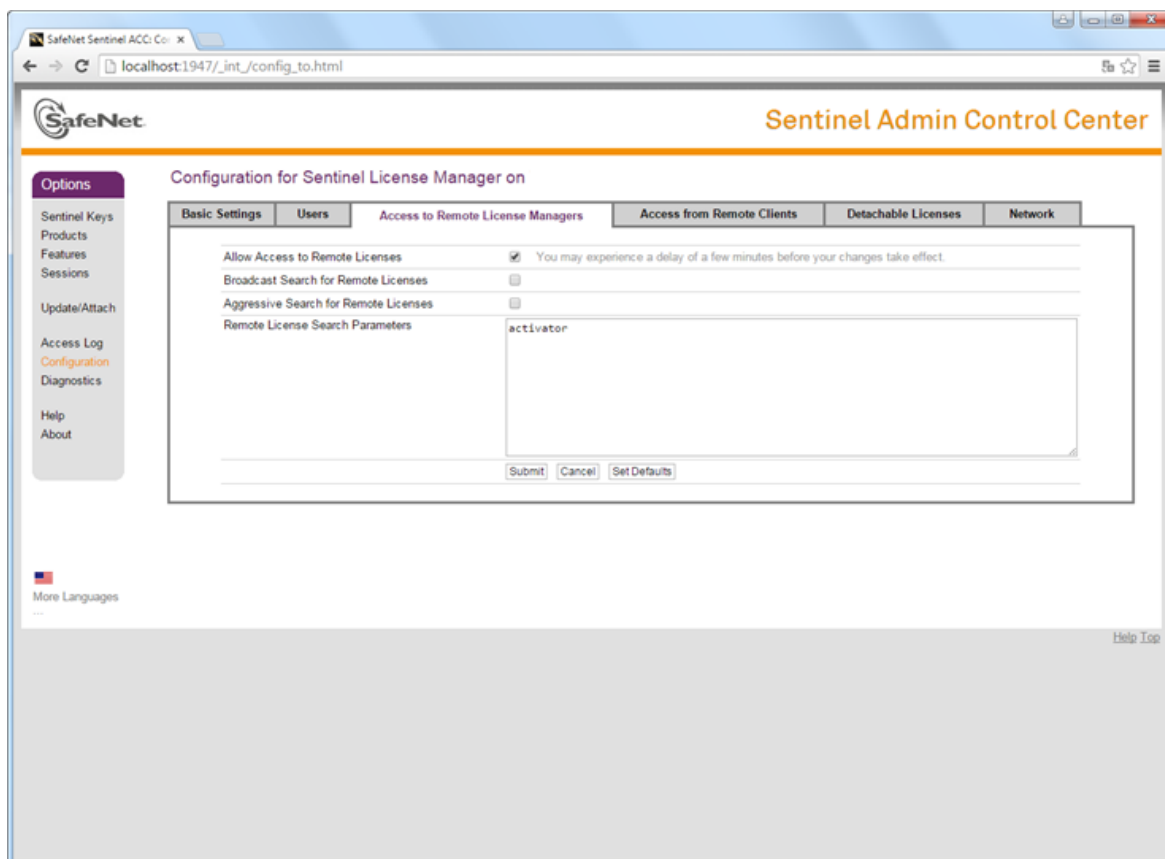 SafeNet Sentinel ACC: Co
localhost:1947/_int_/config_to.html
SafeNet.
Sentinel Admin Control Center
Options
Sentinel Keys
Products
Features
Sessions
Update/Attach
Access Log
Configuration
Diagnostics
Help
About
Configuration for Sentinel License Manager on
Basic Settings Users Access to Remote License Managers Access from Remote Clients Detachable Licenses Network
Allow Access to Remote Licenses You may experience a delay of a few minutes before your changes take effect.
Broadcast Search for Remote Licenses
Aggressive Search for Remote Licenses
Remote License Search Parameters activator
Submit Cancel Set Defaults
More Languages
...
Help Top